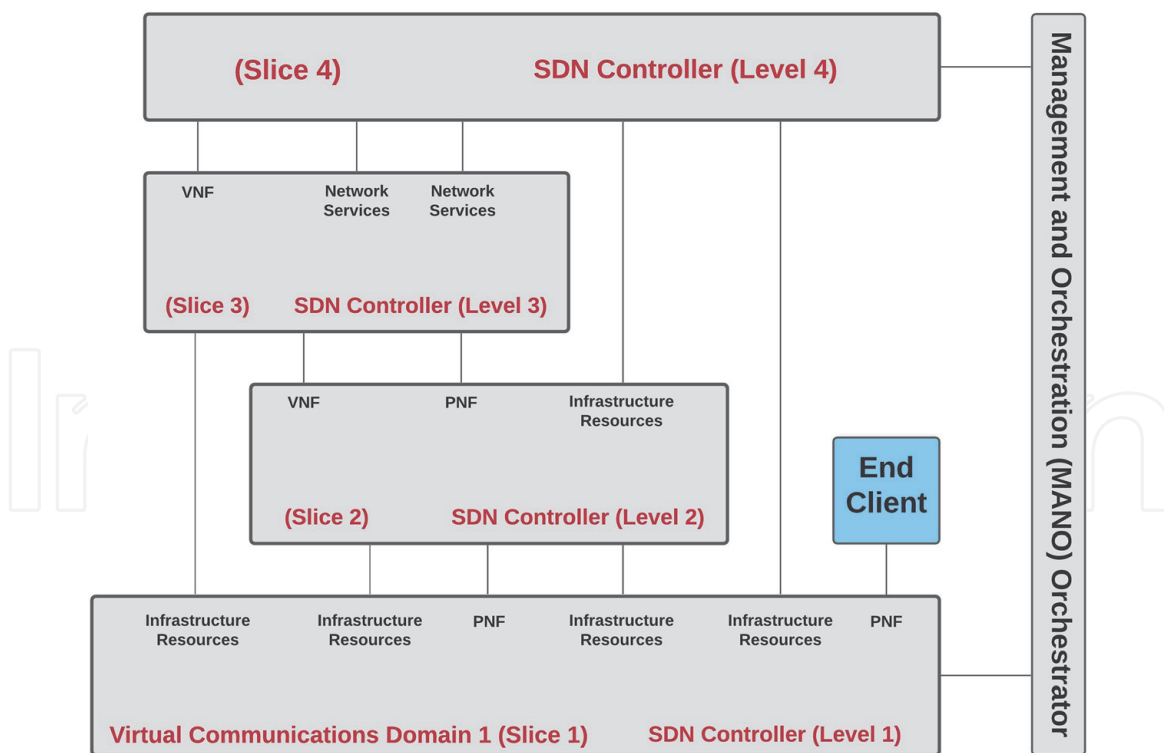 (Slice 4) SDN Controller (Level 4)
VNF
Network
Services
Network
Services
(Slice 3) SDN Controller (Level 3)
VNF
PNF
Infrastructure
Resources
(Slice 2) SDN Controller (Level 2)
End
Client
Infrastructure
Resources
Infrastructure
Resources
PNF
Infrastructure
Resources
Infrastructure
Resources
PNF
Virtual Communications Domain 1 (Slice 1) SDN Controller (Level 1)
Management and Orchestration (MANO) Orchestrator